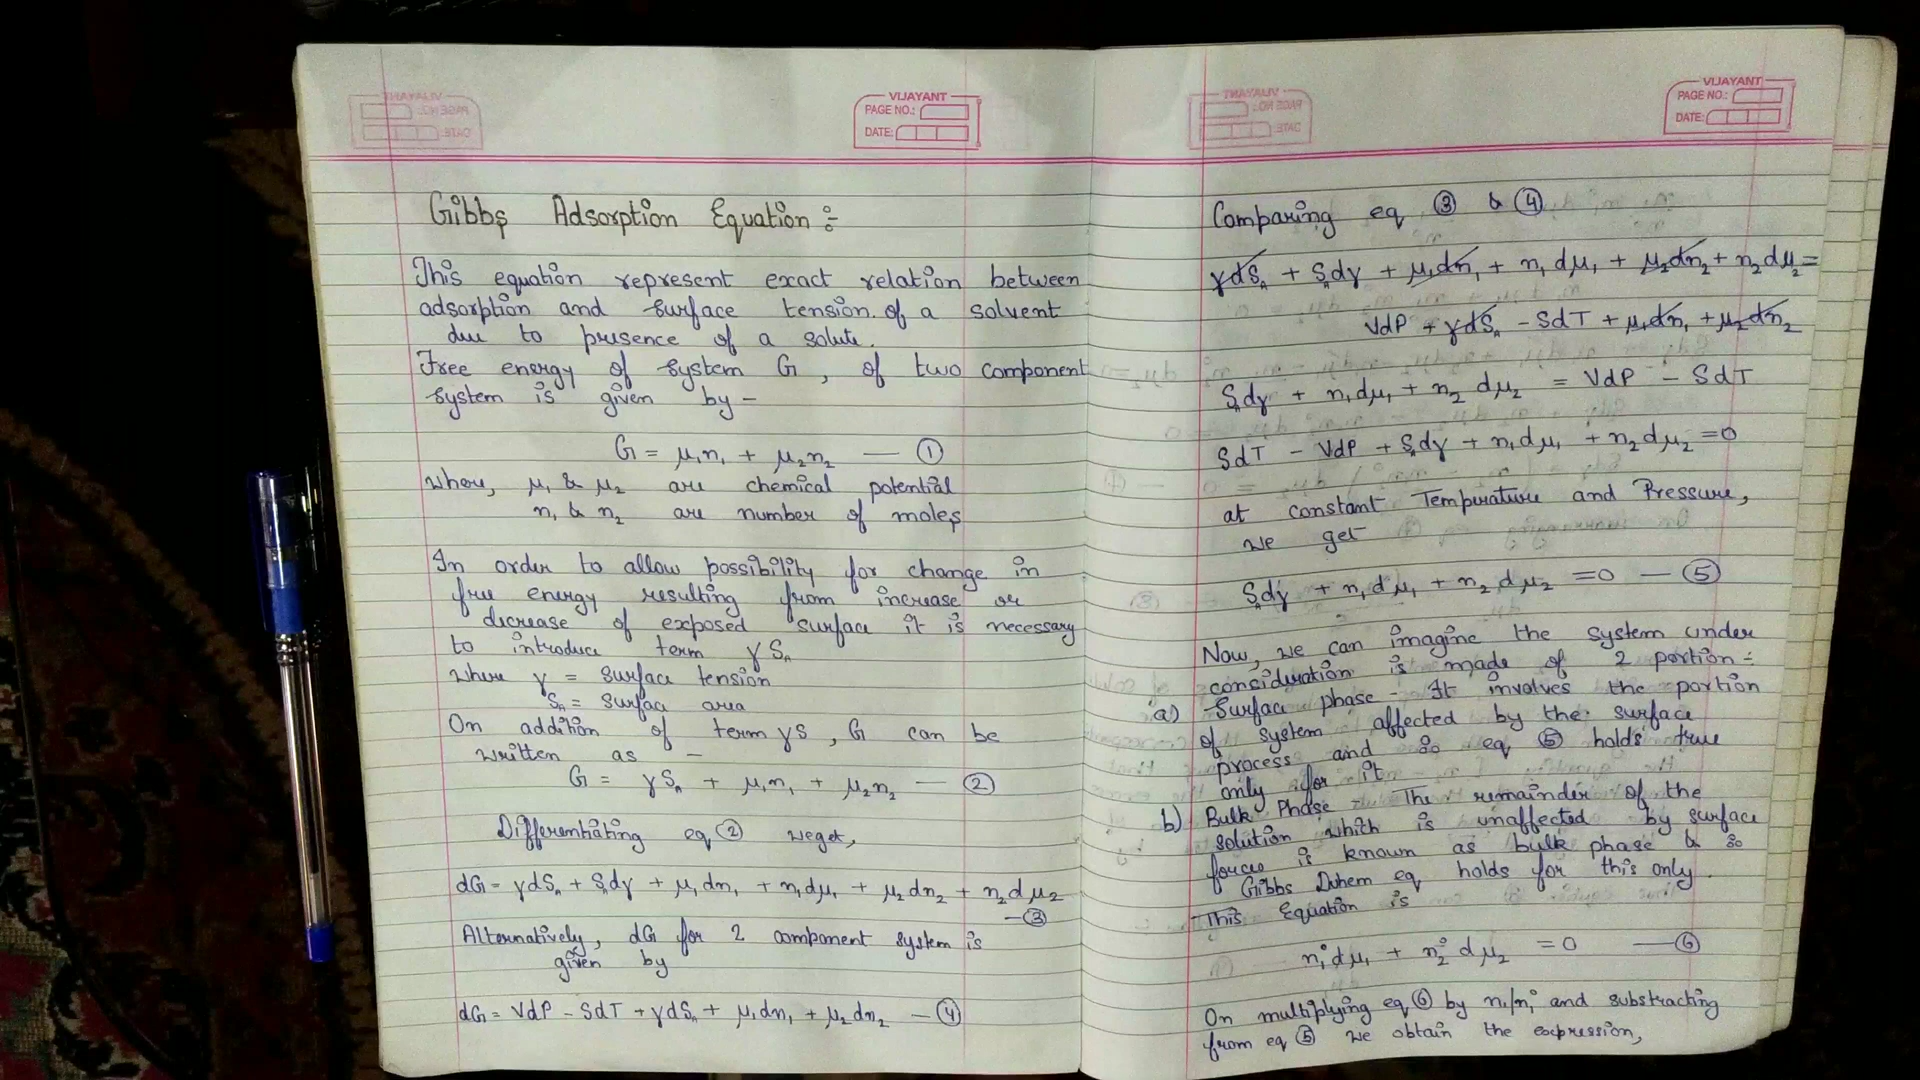 VIJAYANT
PAGE NO.:
DATE:
Gibbs Adsorption Equation :-
This equation represent exact relation between
adsorption and surface tension of a solvent
due to presence of a solute.
Free energy of system G, of two component
system is given by -
G = μ₁n₁ + μ₂n₂ — ①
where, μ₁ & μ₂ are chemical potential
n₁ & n₂ are number of moles
In order to allow possibility for change in
free energy resulting from increase or
decrease of exposed surface it is necessary
to introduce term γSₐ
where γ = surface tension
Sₐ = surface area
On addition of term γS, G can be
written as -
G = γSₐ + μ₁n₁ + μ₂n₂ — ②
Differentiating eq ② we get,
dG = γdSₐ + Sₐdγ + μ₁dn₁ + n₁dμ₁ + μ₂dn₂ + n₂dμ₂
— ③
Alternatively, dG for 2 component system is
given by
dG = VdP - SdT + γdSₐ + μ₁dn₁ + μ₂dn₂ — ④
VIJAYANT
PAGE NO.:
DATE:
Comparing eq ③ & ④
γdSₐ + Sₐdγ + μ₁dn₁ + n₁dμ₁ + μ₂dn₂ + n₂dμ₂ =
VdP + γdSₐ - SdT + μ₁dn₁ + μ₂dn₂
Sₐdγ + n₁dμ₁ + n₂dμ₂ = VdP - SdT
SdT - VdP + Sₐdγ + n₁dμ₁ + n₂dμ₂ = 0
at constant Temperature and Pressure,
we get
Sₐdγ + n₁dμ₁ + n₂dμ₂ = 0 — ⑤
Now, we can imagine the system under
consideration is made of 2 portion :-
a) Surface phase - It involves the portion
of system affected by the surface
process and so eq ⑤ holds true
only for it
b) Bulk Phase - The remainder of the
solution which is unaffected by surface
forces is known as bulk phase & so
Gibbs Duhem eq holds for this only.
This Equation is
n₁°dμ₁ + n₂°dμ₂ = 0 — ⑥
On multiplying eq ⑥ by n₁/n₁° and substracting
from eq ⑤ we obtain the expression,